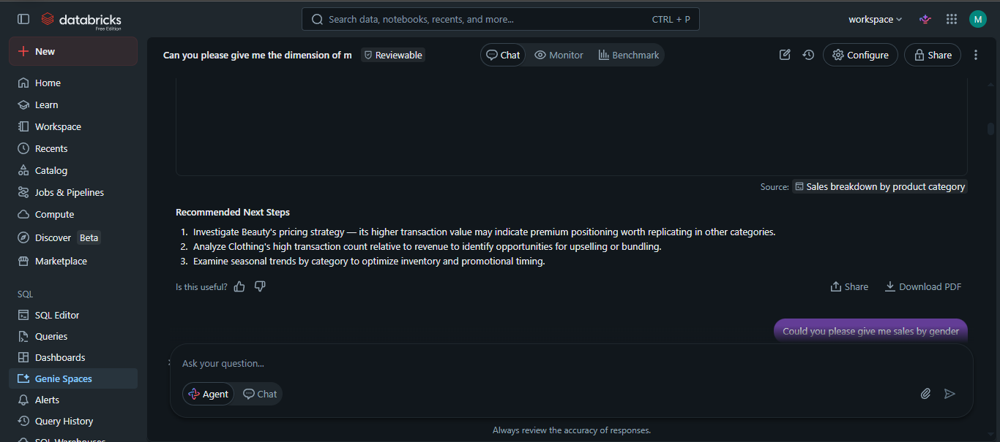 databricks
Free Edition
Search data, notebooks, recents, and more...
CTRL + P
workspace
M
New
Home
Learn
Workspace
Recents
Catalog
Jobs & Pipelines
Compute
Discover Beta
Marketplace
SQL
SQL Editor
Queries
Dashboards
Genie Spaces
Alerts
Query History
SQL Warehouses
Can you please give me the dimension of m
Reviewable
Chat
Monitor
Benchmark
Configure
Share
Source: Sales breakdown by product category
Recommended Next Steps
1. Investigate Beauty's pricing strategy — its higher transaction value may indicate premium positioning worth replicating in other categories.
2. Analyze Clothing's high transaction count relative to revenue to identify opportunities for upselling or bundling.
3. Examine seasonal trends by category to optimize inventory and promotional timing.
Is this useful?
Share
Download PDF
Could you please give me sales by gender
Ask your question...
Agent
Chat
Always review the accuracy of responses.